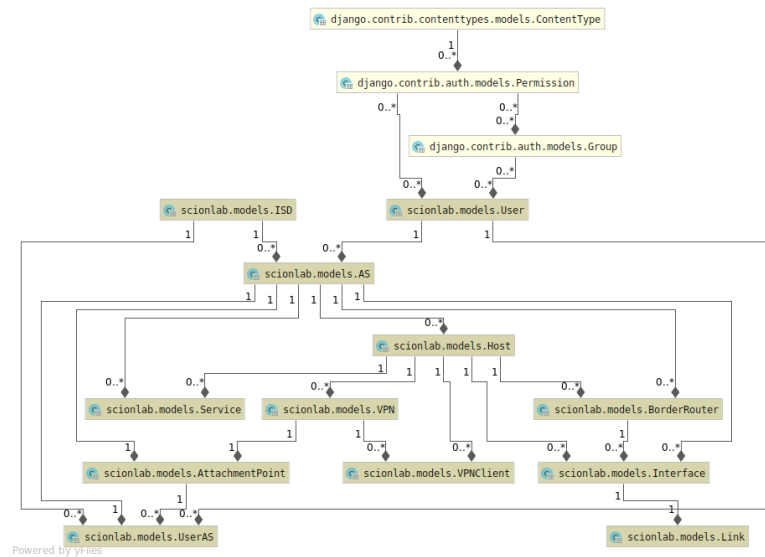 django.contrib.contenttypes.models.ContentType
1
0..*
django.contrib.auth.models.Permission
0..* 0..*
0..*
django.contrib.auth.models.Group
0..*
0..* 0..*
scionlab.models.ISD scionlab.models.User
1 1 1 1
0..* 0..*
scionlab.models.AS
1 1 1 1 1 1
0..*
scionlab.models.Host
1 1 1 1 1
0..* 0..* 0..* 0..* 0..*
scionlab.models.Service scionlab.models.VPN scionlab.models.BorderRouter
1 1 1
1 1 0..* 0..* 0..* 0..* 0..*
scionlab.models.AttachmentPoint scionlab.models.VPNClient scionlab.models.Interface
1 1
0..* 1 0..* 0..* 1
scionlab.models.UserAS scionlab.models.Link
Powered by yFiles